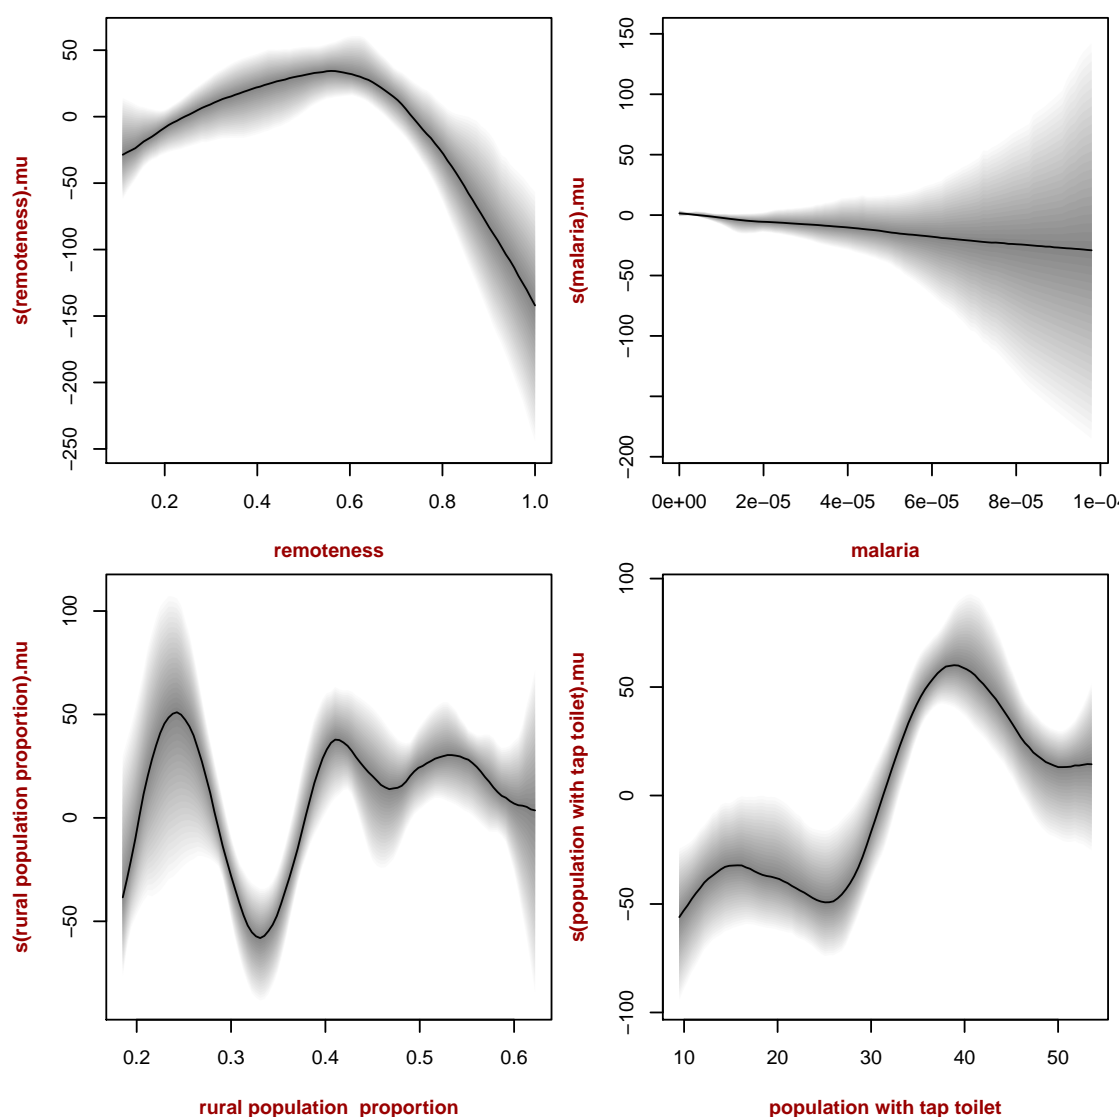 s(remoteness).mu
50
0
−50
−100
−150
−200
−250
0.2 0.4 0.6 0.8 1.0
remoteness
s(malaria).mu
150
100
50
0
−50
−100
−200
0e+00 2e−05 4e−05 6e−05 8e−05 1e−04
malaria
s(rural population proportion).mu
100
50
0
−50
0.2 0.3 0.4 0.5 0.6
rural population proportion
s(population with tap toilet).mu
100
50
0
−50
−100
10 20 30 40 50
population with tap toilet